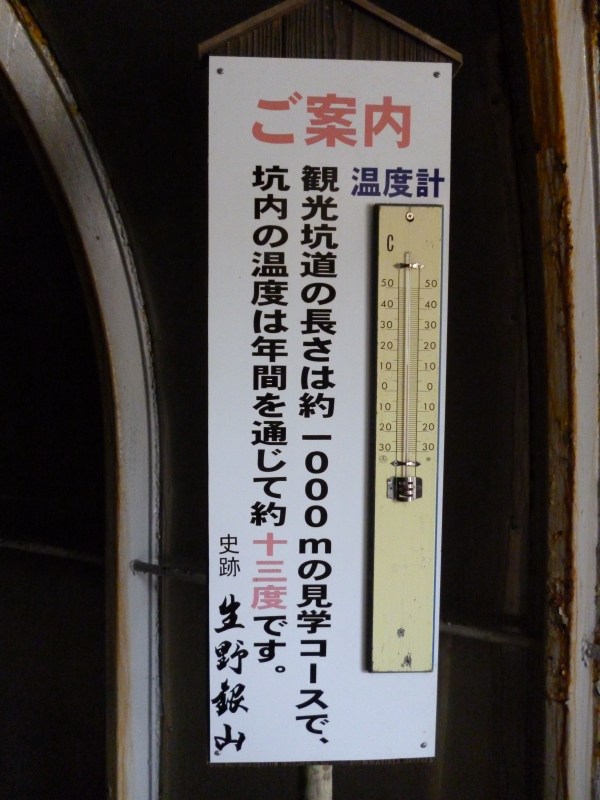 ご案内
温度計
観光坑道の長さは約一000mの見学コースで、
坑内の温度は年間を通じて約十三度です。
史跡 生野銀山
C
50 50
40 40
30 30
20 20
10 10
0 0
10 10
20 20
30 30